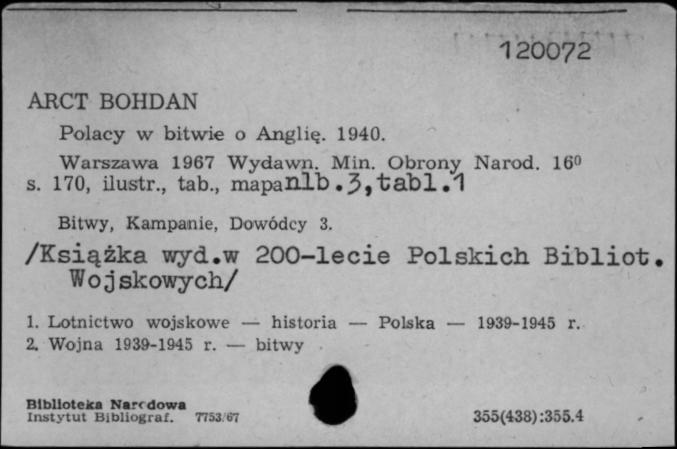 120072
ARCT BOHDAN
Polacy w bitwie o Anglię. 1940.
Warszawa 1967 Wydawn. Min. Obrony Narod. 16⁰
s. 170, ilustr., tab., mapanlb.3,tabl.1
Bitwy, Kampanie, Dowódcy 3.
/Książka wyd.w 200-lecie Polskich Bibliot.
Wojskowych/
1. Lotnictwo wojskowe — historia — Polska — 1939-1945 r.
2. Wojna 1939-1945 r. — bitwy
Biblioteka Narodowa
Instytut Bibliograf. 7753/67
355(438):355.4